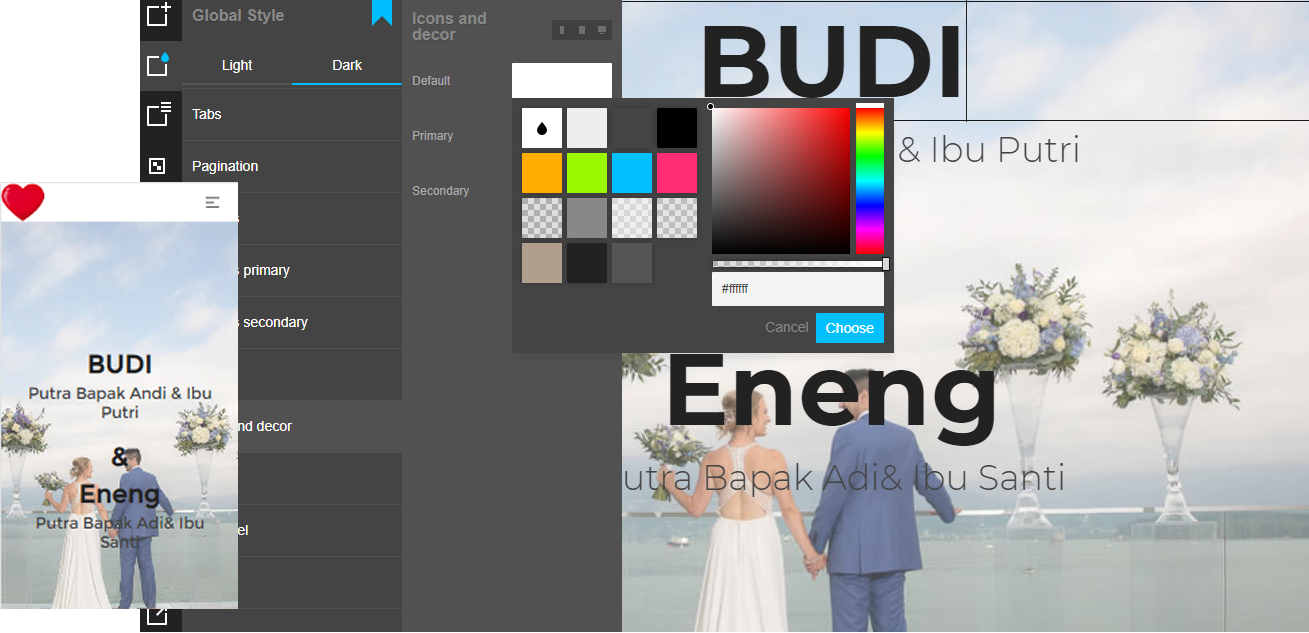 Global Style
Light
Dark
Tabs
Pagination
s
s primary
s secondary
nd decor
el
Icons and
decor
Default
Primary
Secondary
#ffffff
Cancel
Choose
BUDI
& Ibu Putri
Eneng
utra Bapak Adi& Ibu Santi
BUDI
Putra Bapak Andi & Ibu
Putri
&
Eneng
Putra Bapak Adi& Ibu
Santi